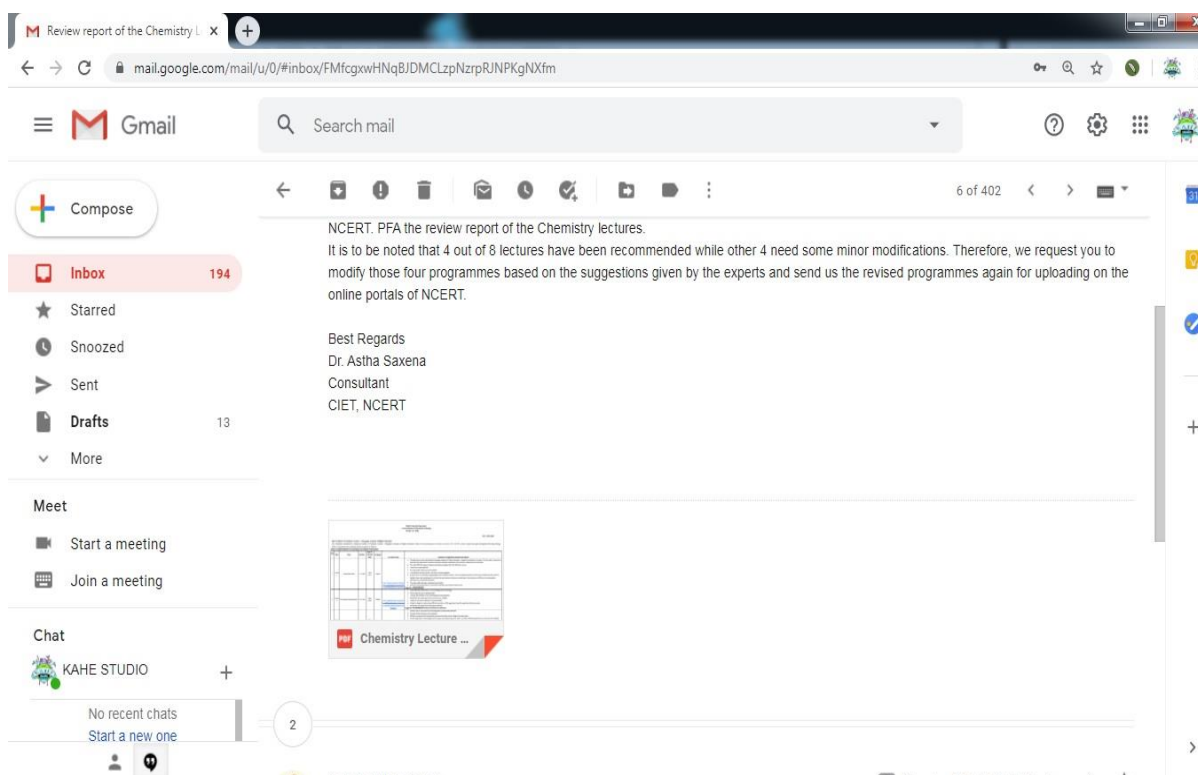 Review report of the Chemistry L
mail.google.com/mail/u/0/#inbox/FMfcgxwHNqBJDMCLzpNzrpRJNPKgNXfm
Gmail
Search mail
Compose
6 of 402
Inbox 194
Starred
Snoozed
Sent
Drafts 13
More
NCERT. PFA the review report of the Chemistry lectures.
It is to be noted that 4 out of 8 lectures have been recommended while other 4 need some minor modifications. Therefore, we request you to
modify those four programmes based on the suggestions given by the experts and send us the revised programmes again for uploading on the
online portals of NCERT.
Best Regards
Dr. Astha Saxena
Consultant
CIET, NCERT
Meet
Start a meeting
Join a meeting
Chat
KAHE STUDIO
No recent chats
Start a new one
PDF Chemistry Lecture ...
2
31